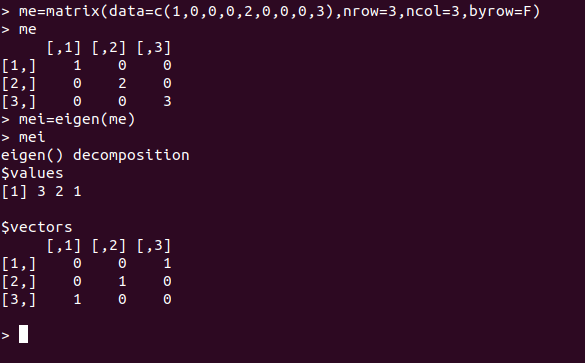 > me=matrix(data=c(1,0,0,0,2,0,0,0,3),nrow=3,ncol=3,byrow=F)
> me
     [,1] [,2] [,3]
[1,]    1    0    0
[2,]    0    2    0
[3,]    0    0    3
> mei=eigen(me)
> mei
eigen() decomposition
$values
[1] 3 2 1

$vectors
     [,1] [,2] [,3]
[1,]    0    0    1
[2,]    0    1    0
[3,]    1    0    0

>